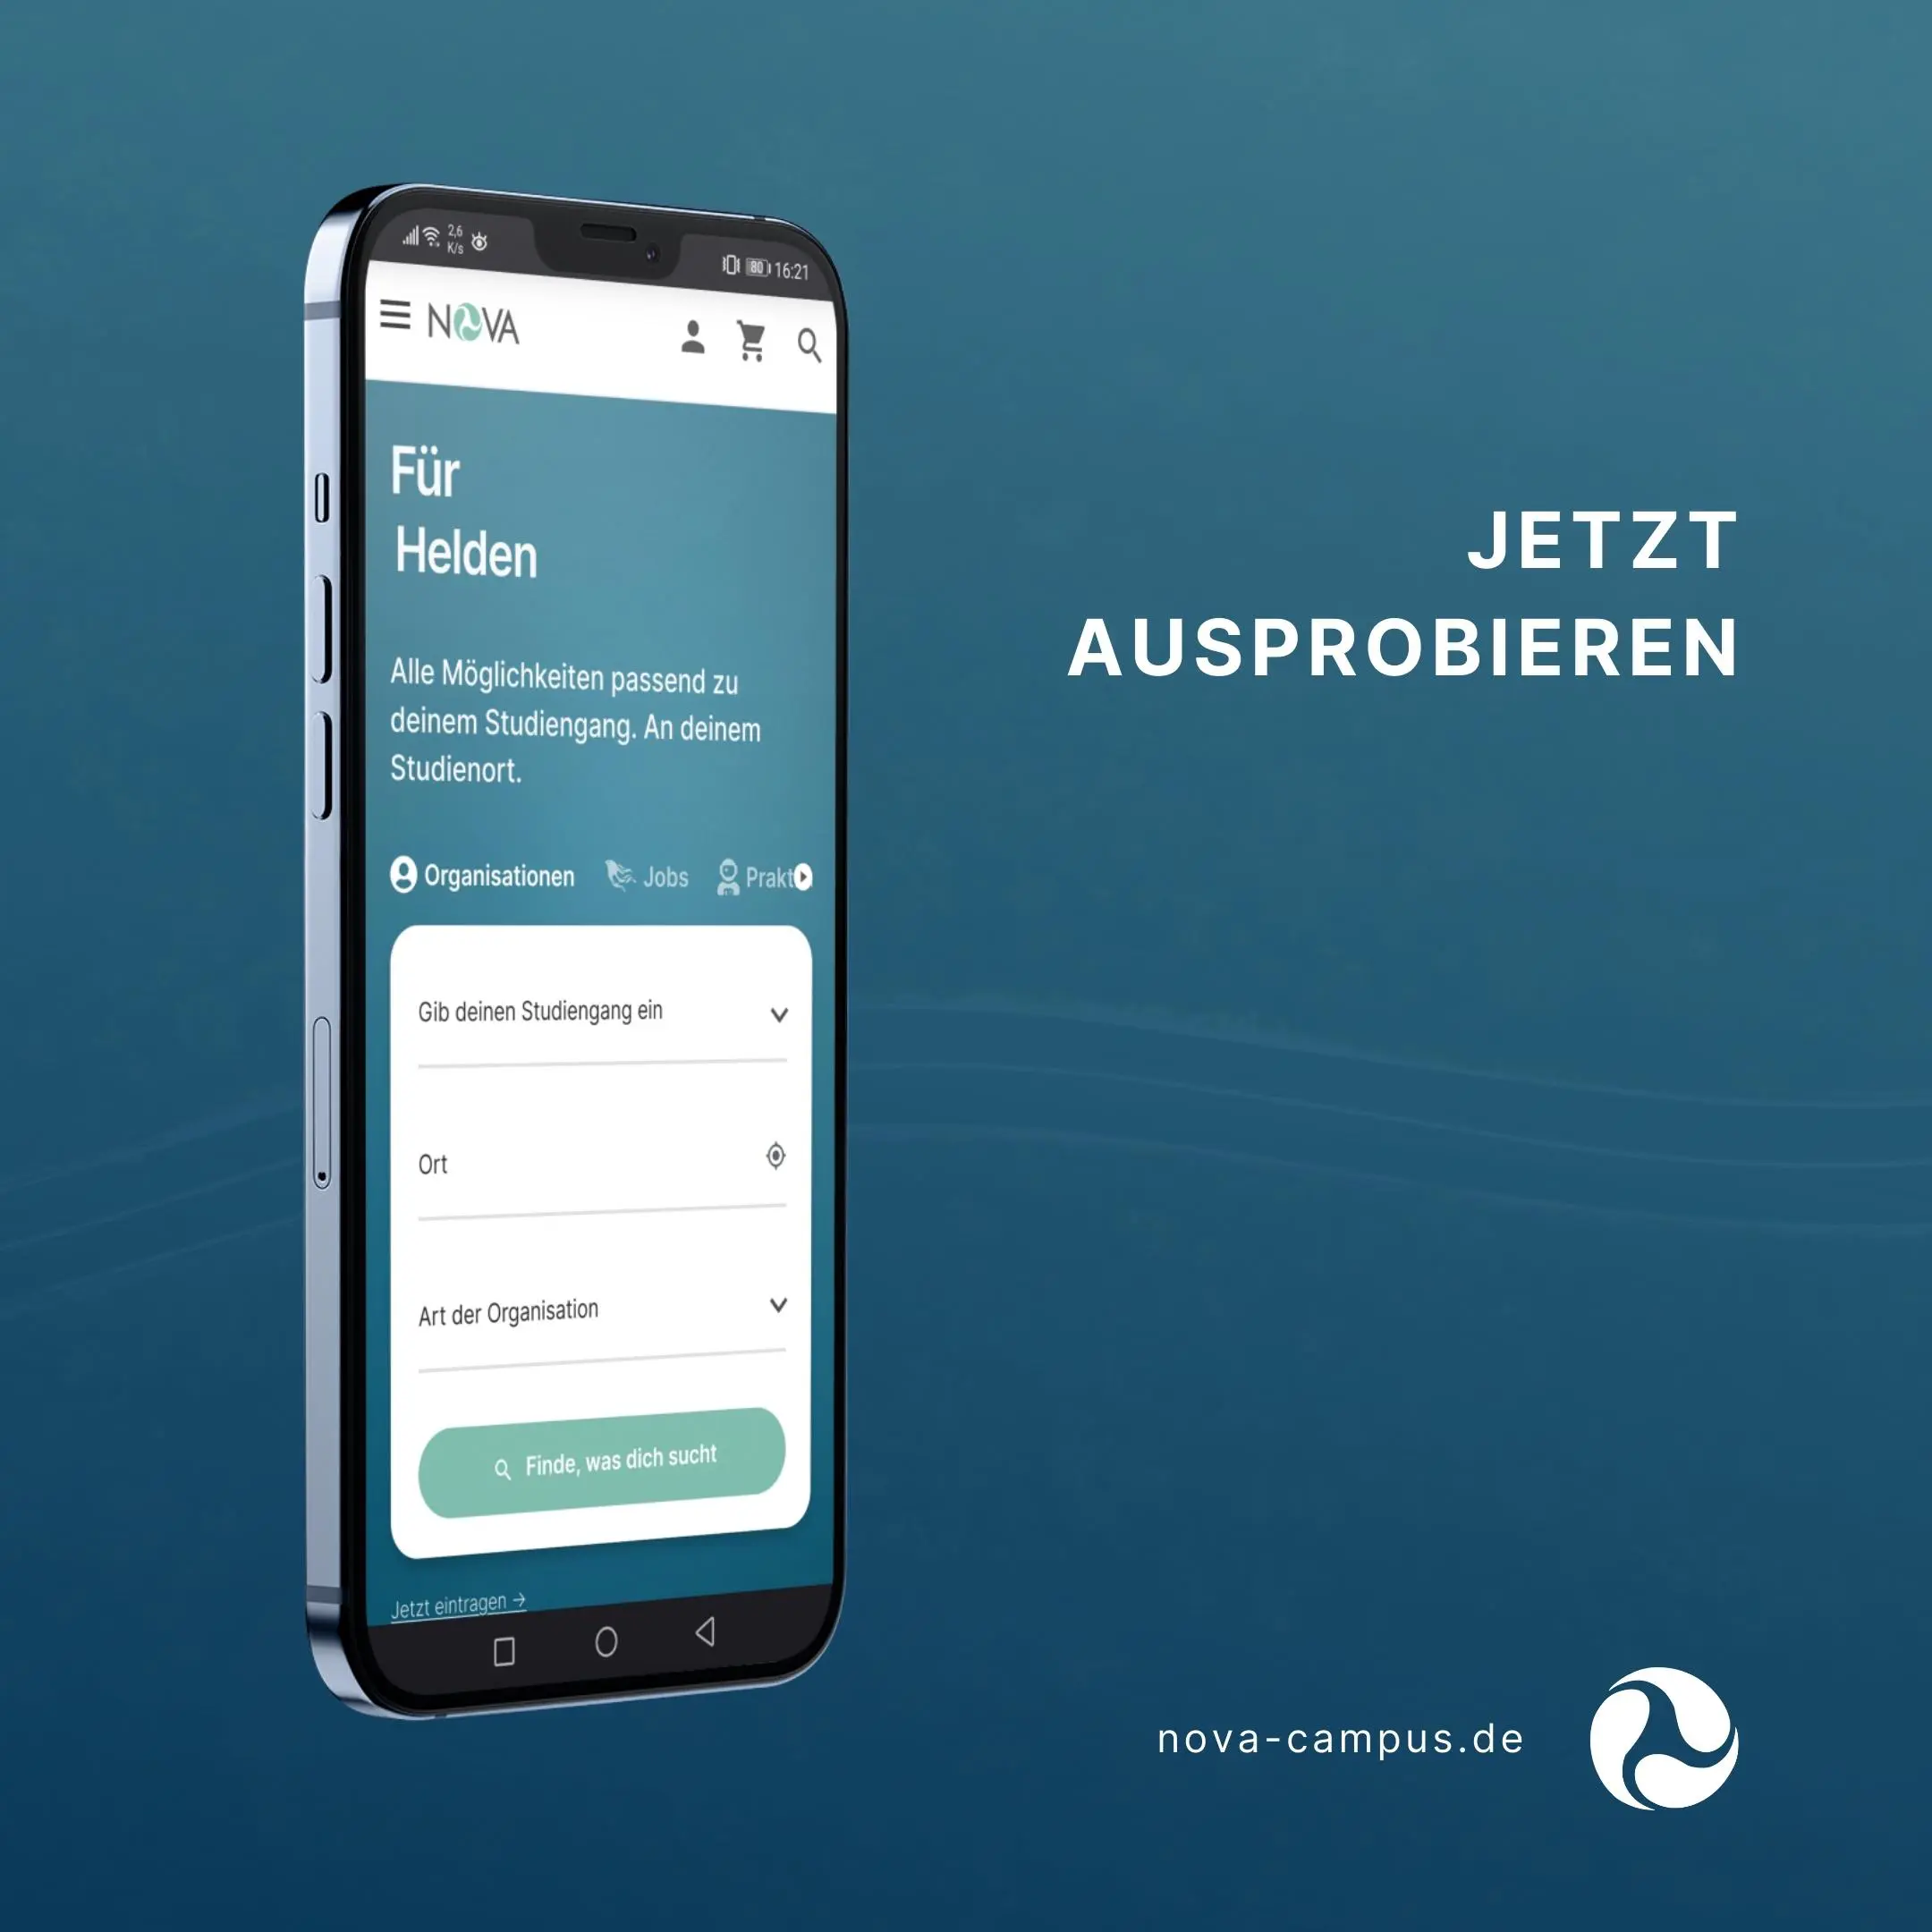 2,6
K/s
80
16:21
NOVA
Für
Helden
Alle Möglichkeiten passend zu
deinem Studiengang. An deinem
Studienort.
Organisationen
Jobs
Prakt
Gib deinen Studiengang ein
Ort
Art der Organisation
Finde, was dich sucht
Jetzt eintragen →
JETZT
AUSPROBIEREN
nova-campus.de